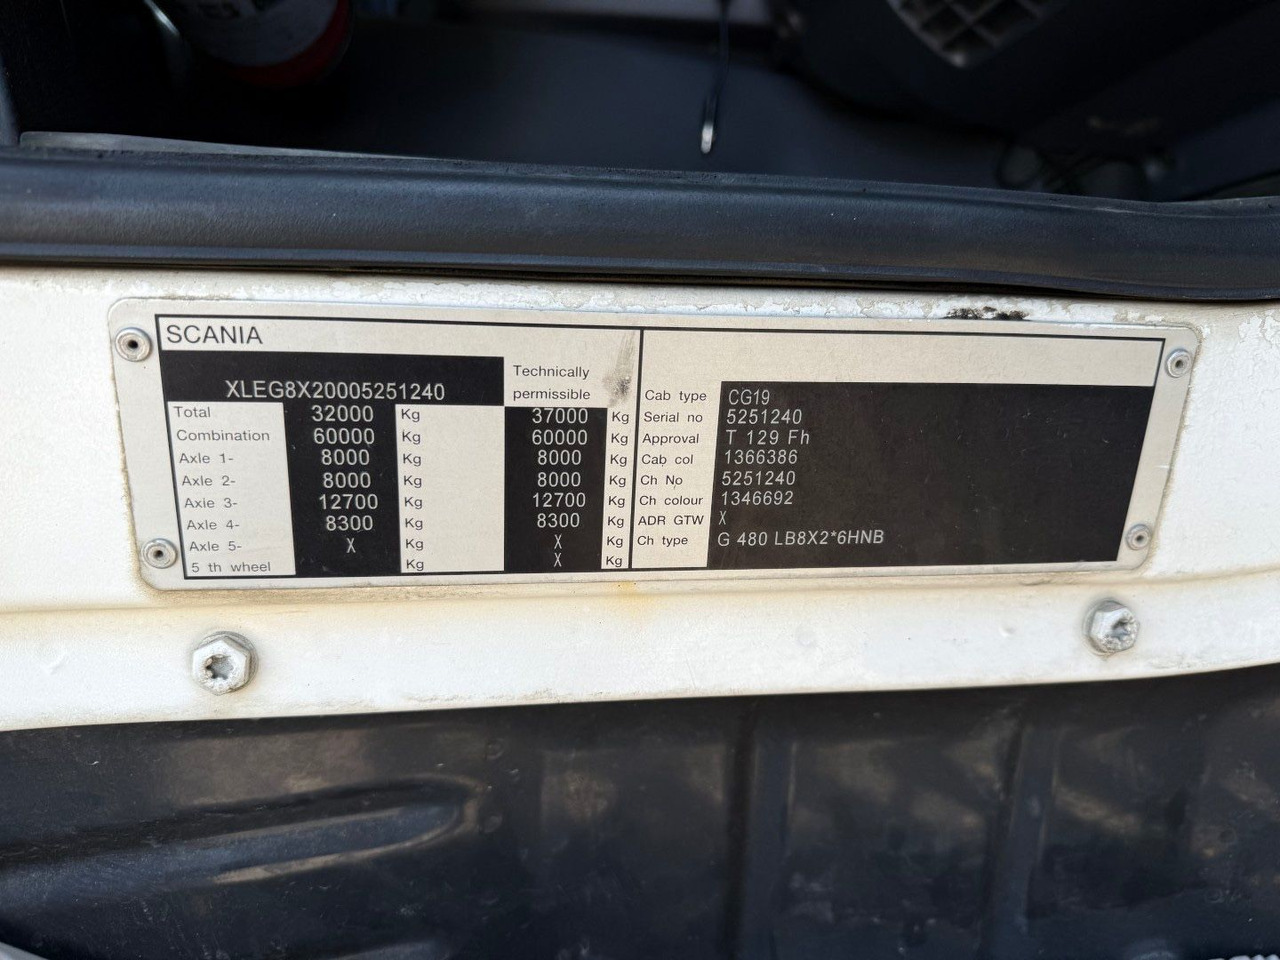 SCANIA
XLEG8X20005251240 Technically permissible
Total 32000 Kg 37000 Kg
Combination 60000 Kg 60000 Kg
Axle 1- 8000 Kg 8000 Kg
Axle 2- 8000 Kg 8000 Kg
Axle 3- 12700 Kg 12700 Kg
Axle 4- 8300 Kg 8300 Kg
Axle 5- X Kg X Kg
5 th wheel Kg X Kg
Cab type CG19
Serial no 5251240
Approval T 129 Fh
Cab col 1366386
Ch No 5251240
Ch colour 1346692
ADR GTW X
Ch type G 480 LB8X2*6HNB